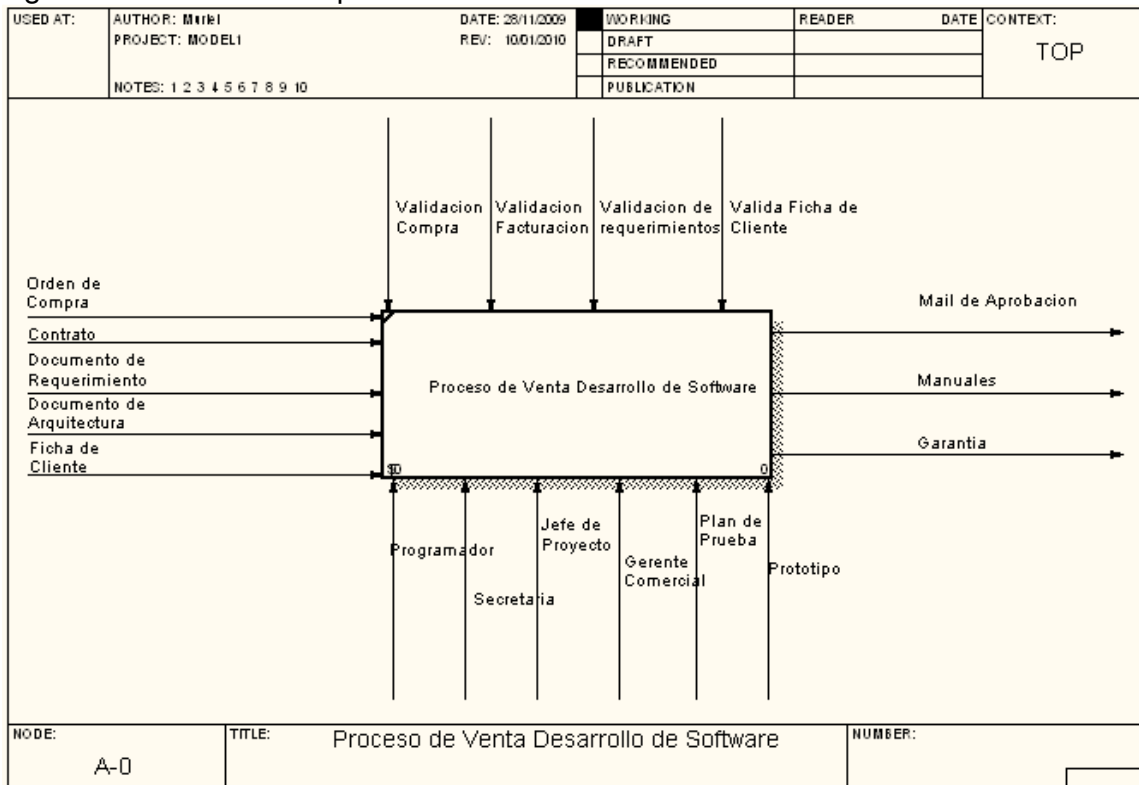 USED AT:
AUTHOR: Muriel
DATE: 28/11/2009
WORKING
READER
DATE
CONTEXT:
PROJECT: MODEL1
REV: 10/01/2010
DRAFT
TOP
RECOMMENDED
NOTES: 1 2 3 4 5 6 7 8 9 10
PUBLICATION
Validacion
Compra
Validacion
Facturacion
Validacion de
requerimientos
Valida Ficha de
Cliente
Orden de
Compra
Contrato
Documento de
Requerimiento
Documento de
Arquitectura
Ficha de
Cliente
Proceso de Venta Desarrollo de Software
$0
0
Mail de Aprobacion
Manuales
Garantia
Programador
Secretaria
Jefe de
Proyecto
Gerente
Comercial
Plan de
Prueba
Prototipo
NODE:
A-0
TITLE:
Proceso de Venta Desarrollo de Software
NUMBER: